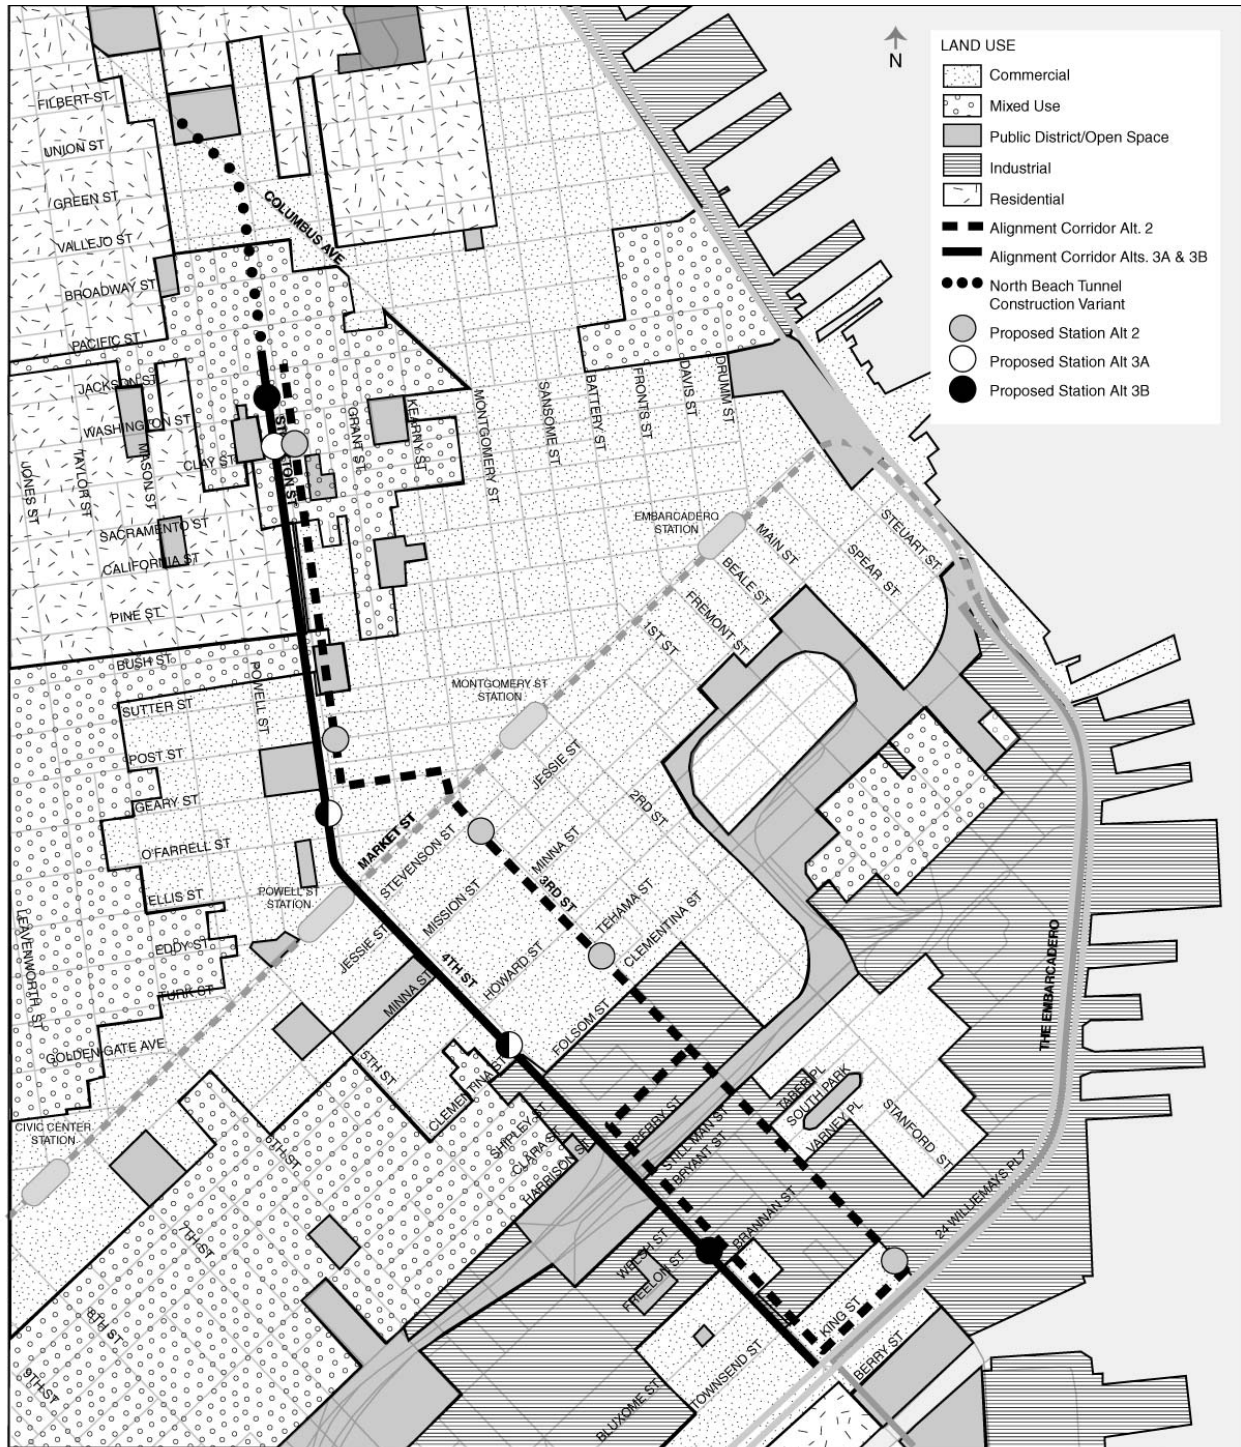 LAND USE
Commercial
Mixed Use
Public District/Open Space
Industrial
Residential
Alignment Corridor Alt. 2
Alignment Corridor Alts. 3A & 3B
North Beach Tunnel
Construction Variant
Proposed Station Alt 2
Proposed Station Alt 3A
Proposed Station Alt 3B
N
FILBERT ST
UNION ST
GREEN ST
VALLEJO ST
BROADWAY ST
PACIFIC ST
JACKSON ST
WASHINGTON ST
CLAY ST
SACRAMENTO ST
CALIFORNIA ST
PINE ST
BUSH ST
SUTTER ST
POST ST
GEARY ST
O'FARRELL ST
ELLIS ST
EDDY ST
TURK ST
GOLDEN GATE AVE
COLUMBUS AVE
JONES ST
TAYLOR ST
MASON ST
POWELL ST
LEAVENWORTH ST
GRANT ST
KEARNY ST
MONTGOMERY ST
SANSOME ST
BATTERY ST
FRONTS ST
DAVIS ST
DRUMM ST
EMBARCADERO
STATION
MONTGOMERY ST
STATION
POWELL ST
STATION
CIVIC CENTER
STATION
MARKET ST
STEUART ST
SPEAR ST
MAIN ST
BEALE ST
FREMONT ST
1ST ST
2RD ST
3RD ST
4TH ST
5TH ST
6TH ST
7TH ST
8TH ST
9TH ST
JESSIE ST
STEVENSON ST
MINNA ST
MISSION ST
JESSIE ST
MINNA ST
HOWARD ST
TEHAMA ST
CLEMENTINA ST
FOLSOM ST
CLEMENTINA ST
SHIPLEY ST
CLARA ST
HARRISON ST
PERRY ST
STILLMAN ST
BRYANT ST
TABER PL
SOUTH PARK
VARNEY PL
STANFORD ST
BRANNAN ST
WELSH ST
FREELON ST
BLUXOME ST
TOWNSEND ST
KING ST
BERRY ST
24 WILLIEMAYS PL7
THE EMBARCADERO